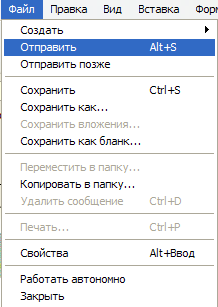 Файл Правка Вид Вставка
Создать
Отправить Alt+S
Отправить позже
Сохранить Ctrl+S
Сохранить как...
Сохранить вложения...
Сохранить как бланк...
Переместить в папку...
Копировать в папку...
Удалить сообщение Ctrl+D
Печать... Ctrl+P
Свойства Alt+Ввод
Работать автономно
Закрыть